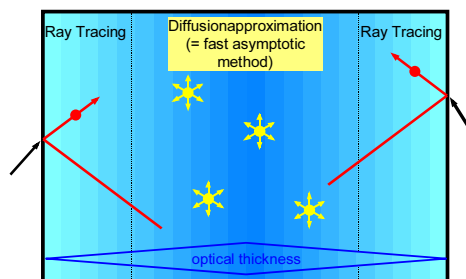 Ray Tracing
Diffusionapproximation
(= fast asymptotic
method)
Ray Tracing
optical thickness